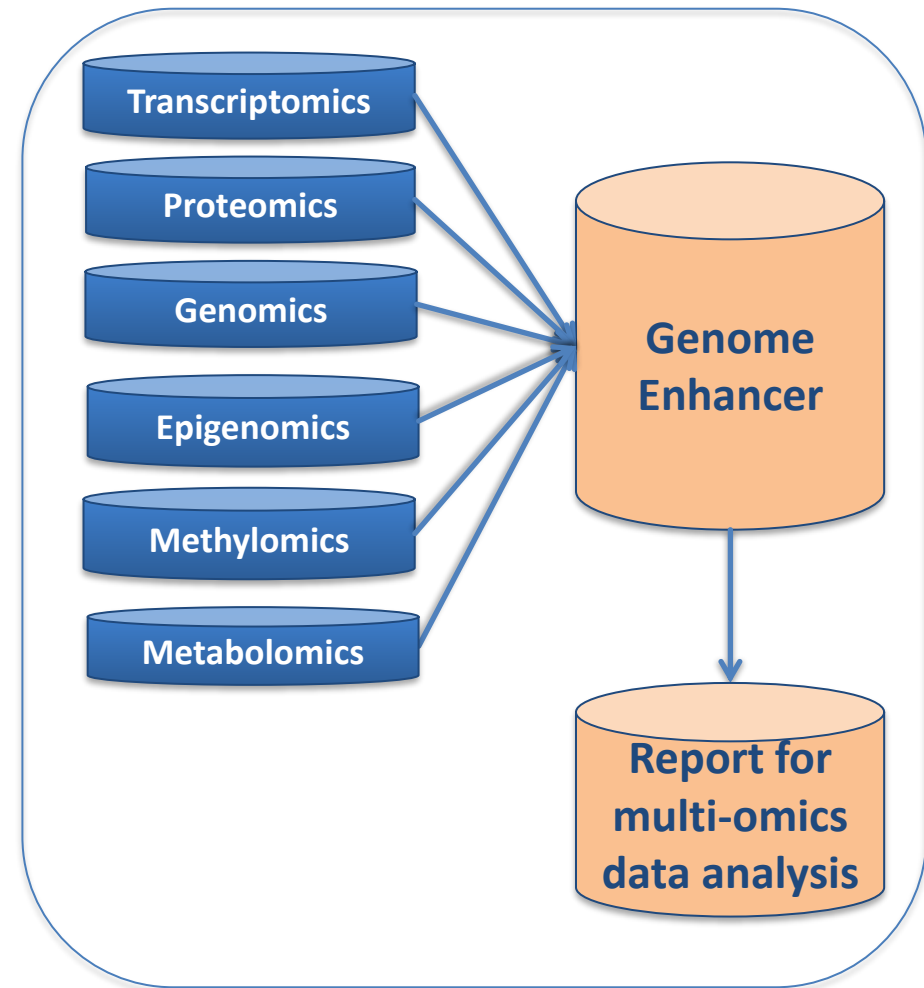 Transcriptomics
Proteomics
Genomics
Epigenomics
Methylomics
Metabolomics
Genome
Enhancer
Report for
multi-omics
data analysis